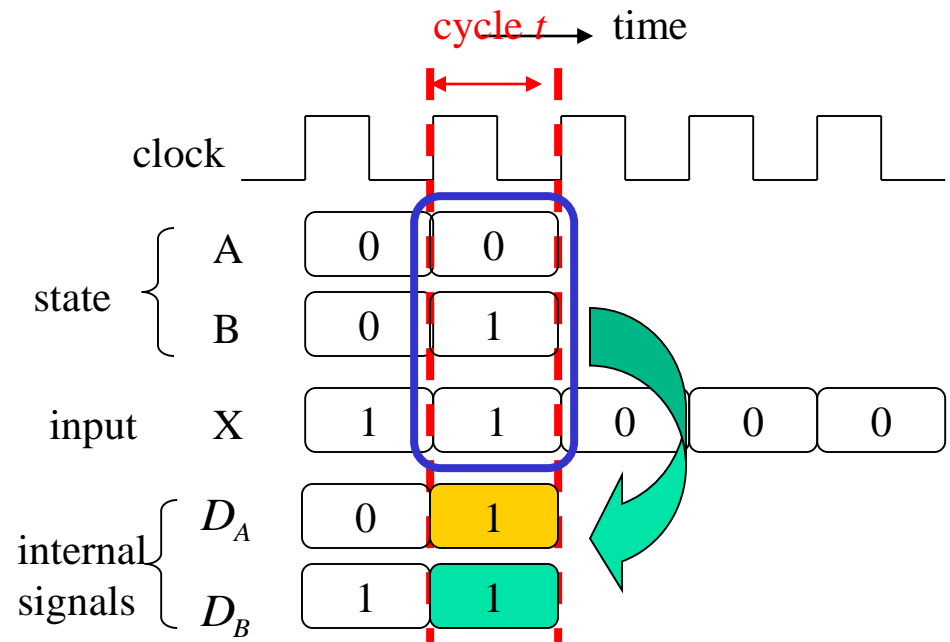 cycle t time
clock
A 0 0
state
B 0 1
input X 1 1 0 0 0
D_A 0 1
internal
signals
D_B 1 1